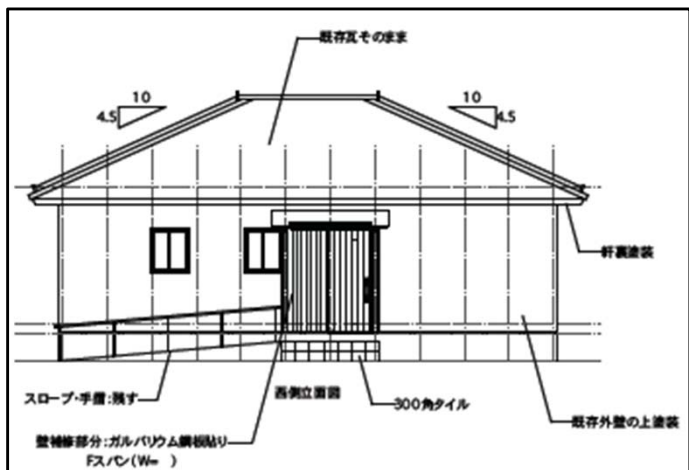 既存瓦そのまま
10
4.5
10
4.5
軒裏塗装
スロープ・手摺:残す
西側立面図
300角タイル
既存外壁の上塗装
壁補修部分:ガルバリウム鋼板貼り
Fスパン(W=　)